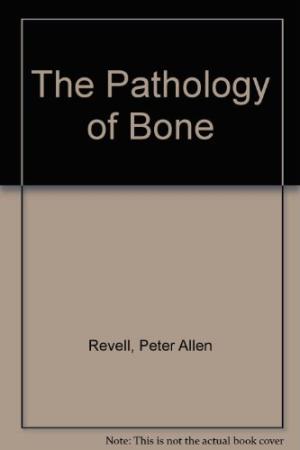 The Pathology
of Bone
Revell, Peter Allen
Note: This is not the actual book cover